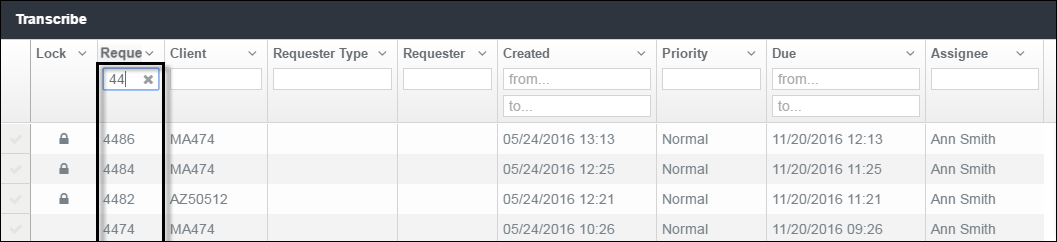 Transcribe
Lock Reque Client Requester Type Requester Created Priority Due Assignee
44 from... from...
to... to...
4486 MA474 05/24/2016 13:13 Normal 11/20/2016 12:13 Ann Smith
4484 MA474 05/24/2016 12:25 Normal 11/20/2016 11:25 Ann Smith
4482 AZ50512 05/24/2016 12:21 Normal 11/20/2016 11:21 Ann Smith
4474 MA474 05/24/2016 10:26 Normal 11/20/2016 09:26 Ann Smith